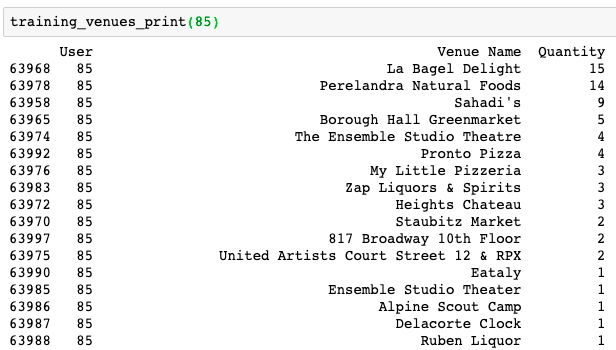 training_venues_print(85)
User Venue Name Quantity
63968 85 La Bagel Delight 15
63978 85 Perelandra Natural Foods 14
63958 85 Sahadi's 9
63965 85 Borough Hall Greenmarket 5
63974 85 The Ensemble Studio Theatre 4
63992 85 Pronto Pizza 4
63976 85 My Little Pizzeria 3
63983 85 Zap Liquors & Spirits 3
63972 85 Heights Chateau 3
63970 85 Staubitz Market 2
63997 85 817 Broadway 10th Floor 2
63975 85 United Artists Court Street 12 & RPX 2
63990 85 Eataly 1
63985 85 Ensemble Studio Theater 1
63986 85 Alpine Scout Camp 1
63987 85 Delacorte Clock 1
63988 85 Ruben Liquor 1